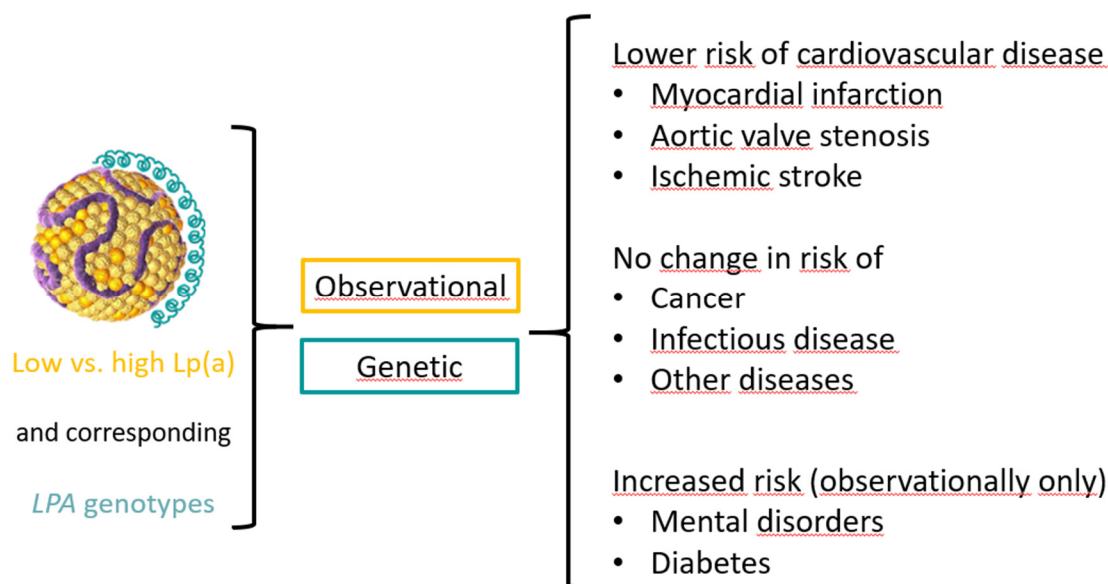 Low vs. high Lp(a)
and corresponding
LPA genotypes
Observational
Genetic
Lower risk of cardiovascular disease
• Myocardial infarction
• Aortic valve stenosis
• Ischemic stroke
No change in risk of
• Cancer
• Infectious disease
• Other diseases
Increased risk (observationally only)
• Mental disorders
• Diabetes